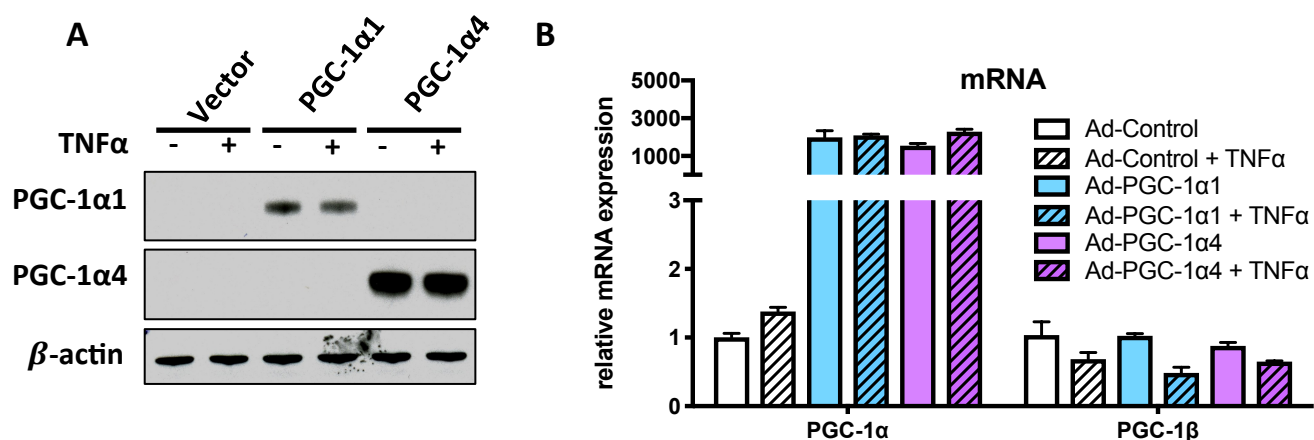 A
Vector
PGC-1α1
PGC-1α4
TNFα - + - + - +
PGC-1α1
PGC-1α4
β-actin
B
mRNA
relative mRNA expression
5000
3000
1000
3
2
1
0
PGC-1α
PGC-1β
Ad-Control
Ad-Control + TNFα
Ad-PGC-1α1
Ad-PGC-1α1 + TNFα
Ad-PGC-1α4
Ad-PGC-1α4 + TNFα